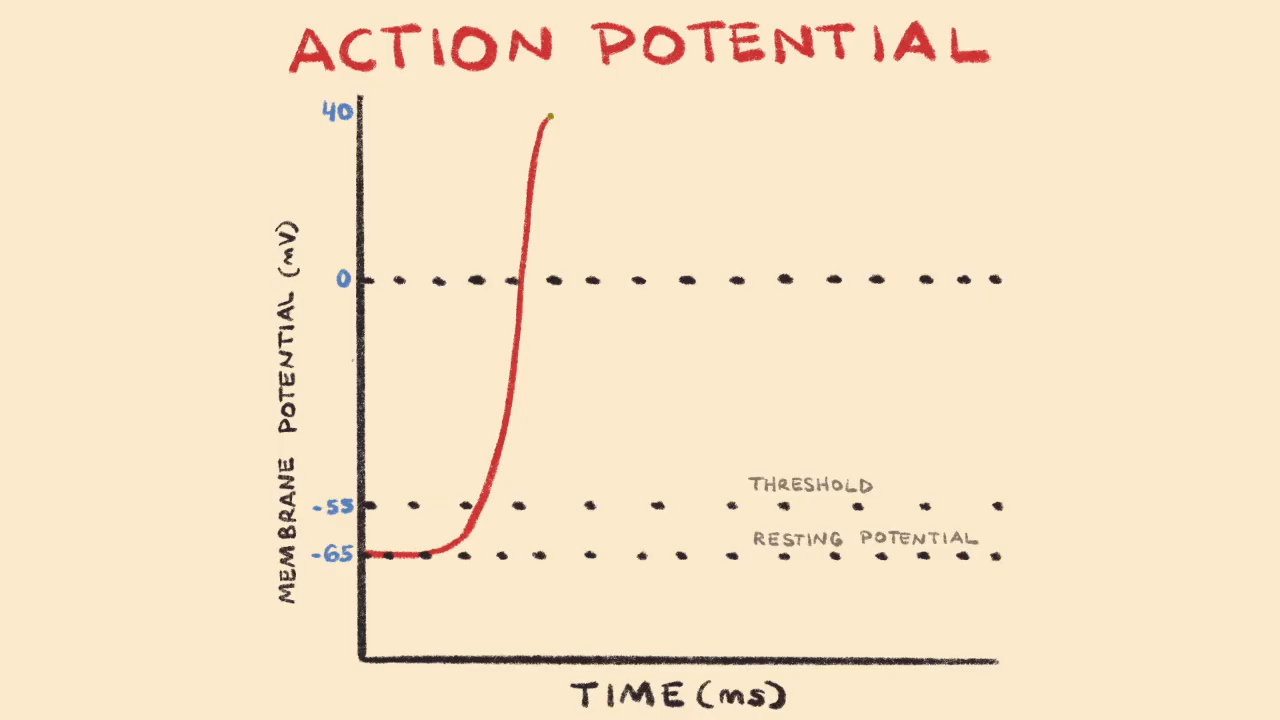 ACTION POTENTIAL
40
MEMBRANE POTENTIAL (mV)
0
THRESHOLD
-55
RESTING POTENTIAL
-65
TIME (ms)